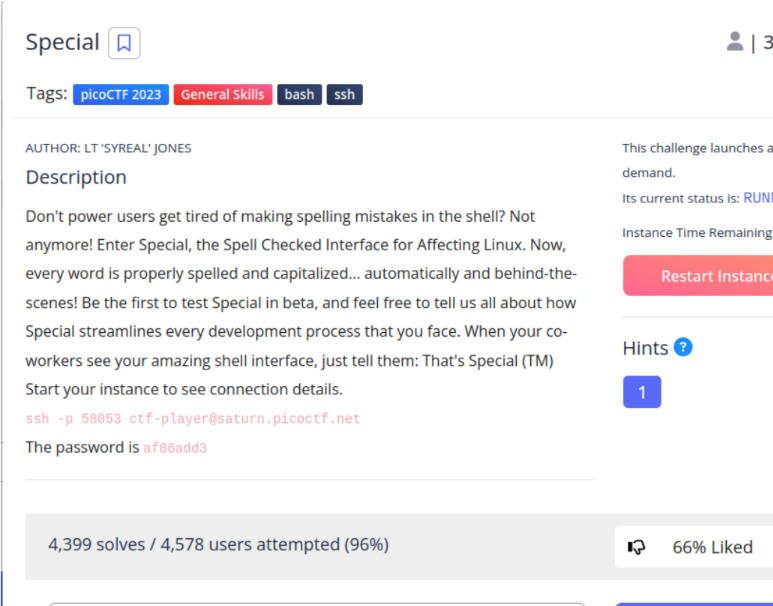 Special
| 3
Tags: picoCTF 2023 General Skills bash ssh
AUTHOR: LT 'SYREAL' JONES
Description
Don't power users get tired of making spelling mistakes in the shell? Not
anymore! Enter Special, the Spell Checked Interface for Affecting Linux. Now,
every word is properly spelled and capitalized... automatically and behind-the-
scenes! Be the first to test Special in beta, and feel free to tell us all about how
Special streamlines every development process that you face. When your co-
workers see your amazing shell interface, just tell them: That's Special (TM)
Start your instance to see connection details.
ssh -p 58053 ctf-player@saturn.picoctf.net
The password is af86add3
This challenge launches a
demand.
Its current status is: RUN
Instance Time Remaining
Restart Instanc
Hints ?
1
4,399 solves / 4,578 users attempted (96%)
66% Liked